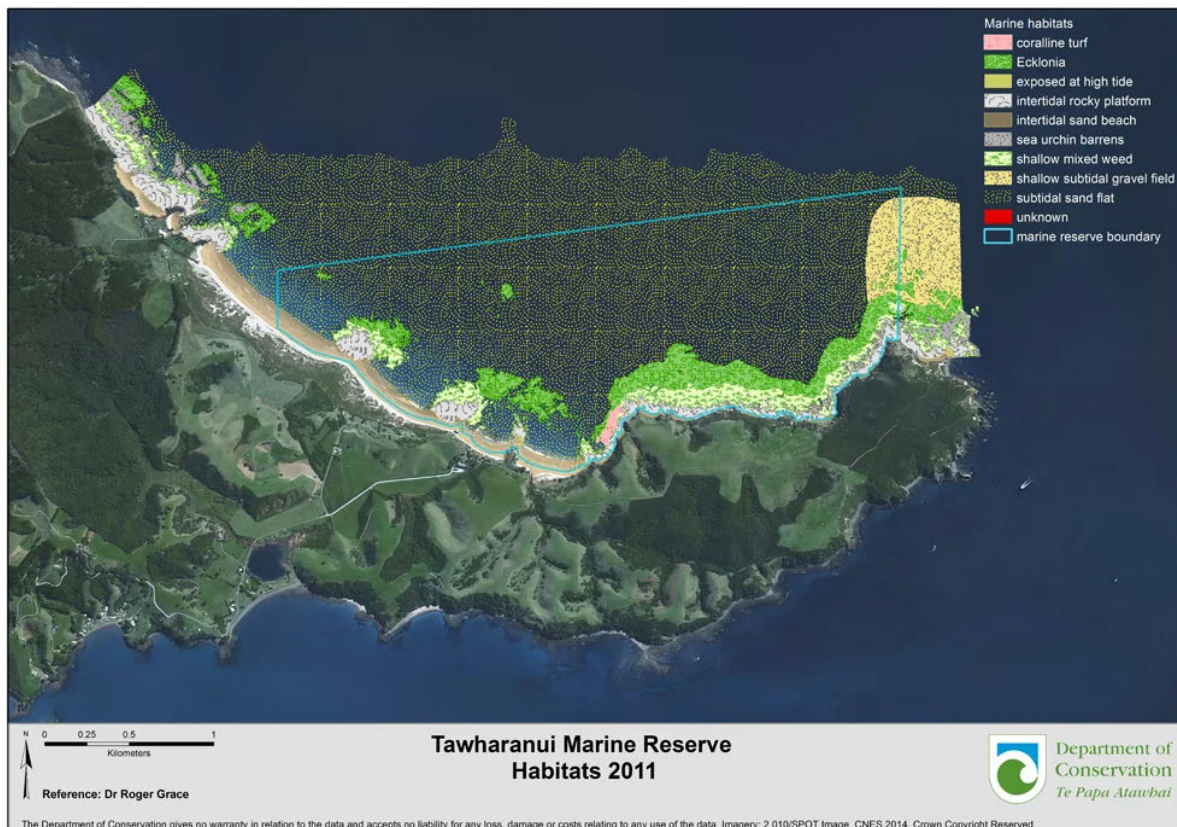 Marine habitats
coralline turf
Ecklonia
exposed at high tide
intertidal rocky platform
intertidal sand beach
sea urchin barrens
shallow mixed weed
shallow subtidal gravel field
subtidal sand flat
unknown
marine reserve boundary
N
0 0.25 0.5 1
Kilometers
Reference: Dr Roger Grace
Tawharanui Marine Reserve
Habitats 2011
Department of
Conservation
Te Papa Atawhai
The Department of Conservation gives no warranty in relation to the data and accepts no liability for any loss, damage or costs relating to any use of the data. Imagery: 2,010/SPOT Image, CNES 2014, Crown Copyright Reserved.